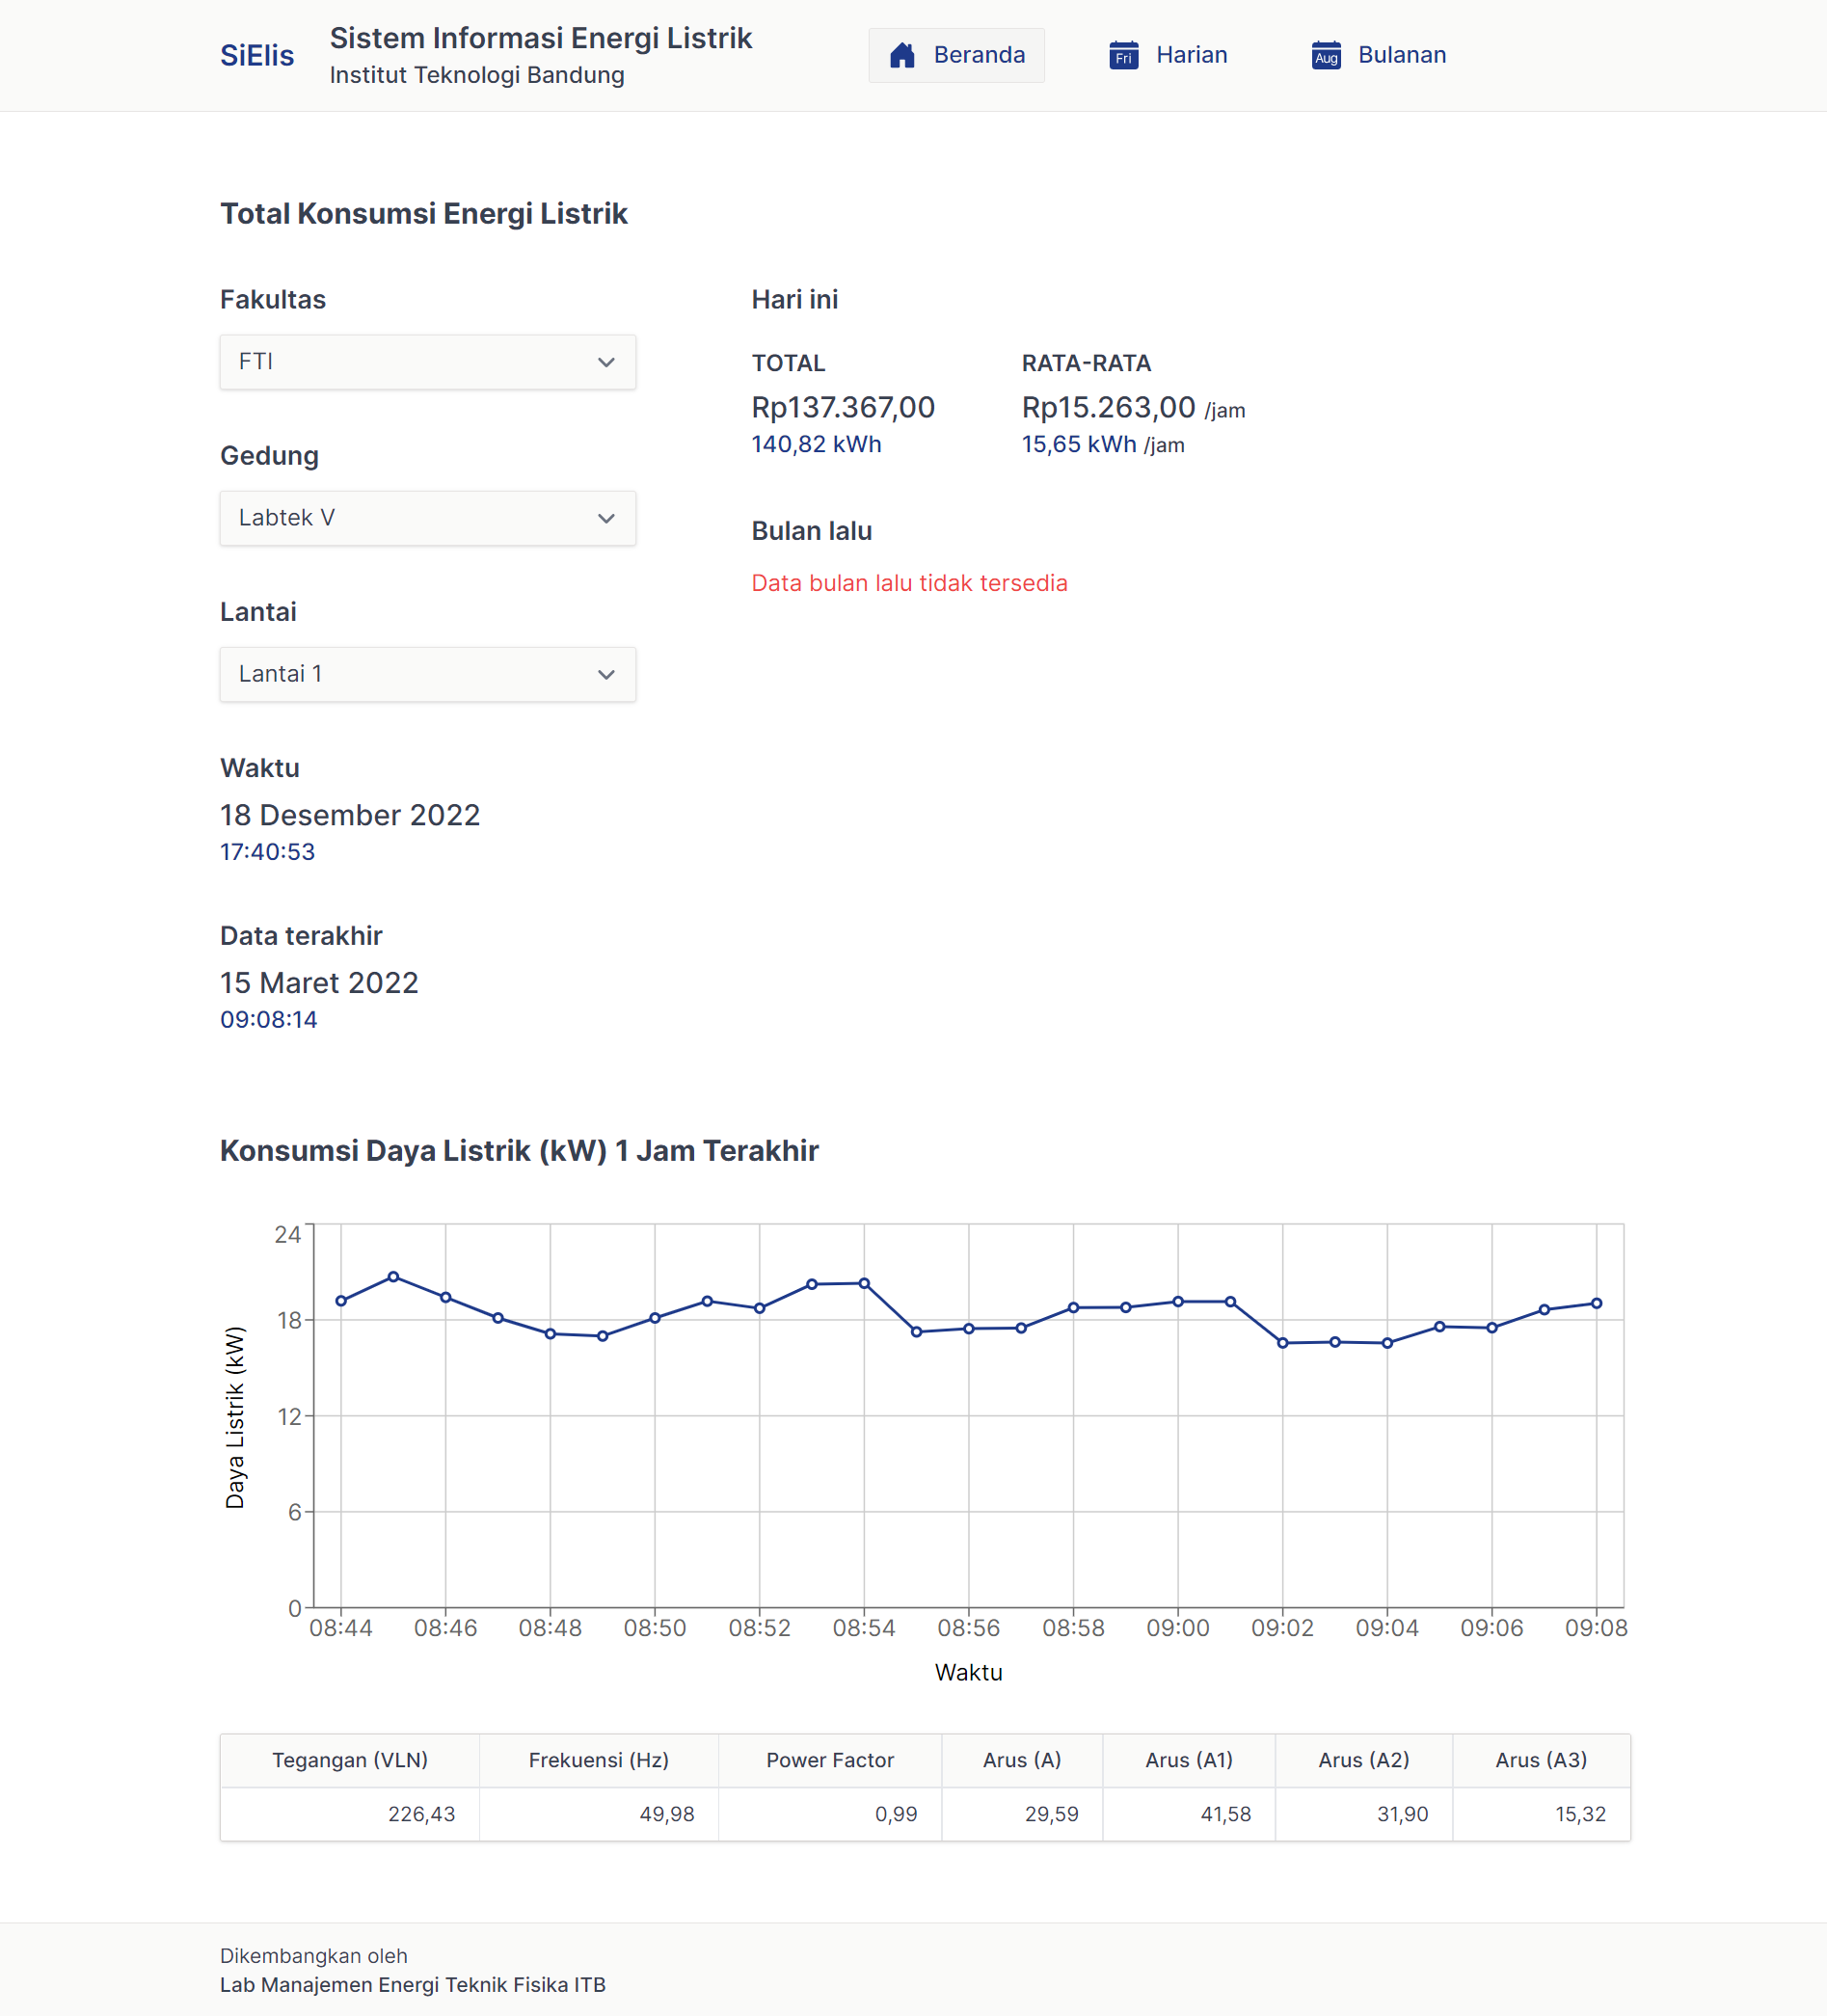 SiElis
Sistem Informasi Energi Listrik
Institut Teknologi Bandung
Beranda
Fri
Harian
Aug
Bulanan
Total Konsumsi Energi Listrik
Fakultas
FTI
Gedung
Labtek V
Lantai
Lantai 1
Waktu
18 Desember 2022
17:40:53
Data terakhir
15 Maret 2022
09:08:14
Hari ini
TOTAL
Rp137.367,00
140,82 kWh
RATA-RATA
Rp15.263,00 /jam
15,65 kWh /jam
Bulan lalu
Data bulan lalu tidak tersedia
Konsumsi Daya Listrik (kW) 1 Jam Terakhir
Daya Listrik (kW)
24
18
12
6
0
08:44 08:46 08:48 08:50 08:52 08:54 08:56 08:58 09:00 09:02 09:04 09:06 09:08
Waktu
Tegangan (VLN) Frekuensi (Hz) Power Factor Arus (A) Arus (A1) Arus (A2) Arus (A3)
226,43 49,98 0,99 29,59 41,58 31,90 15,32
Dikembangkan oleh
Lab Manajemen Energi Teknik Fisika ITB